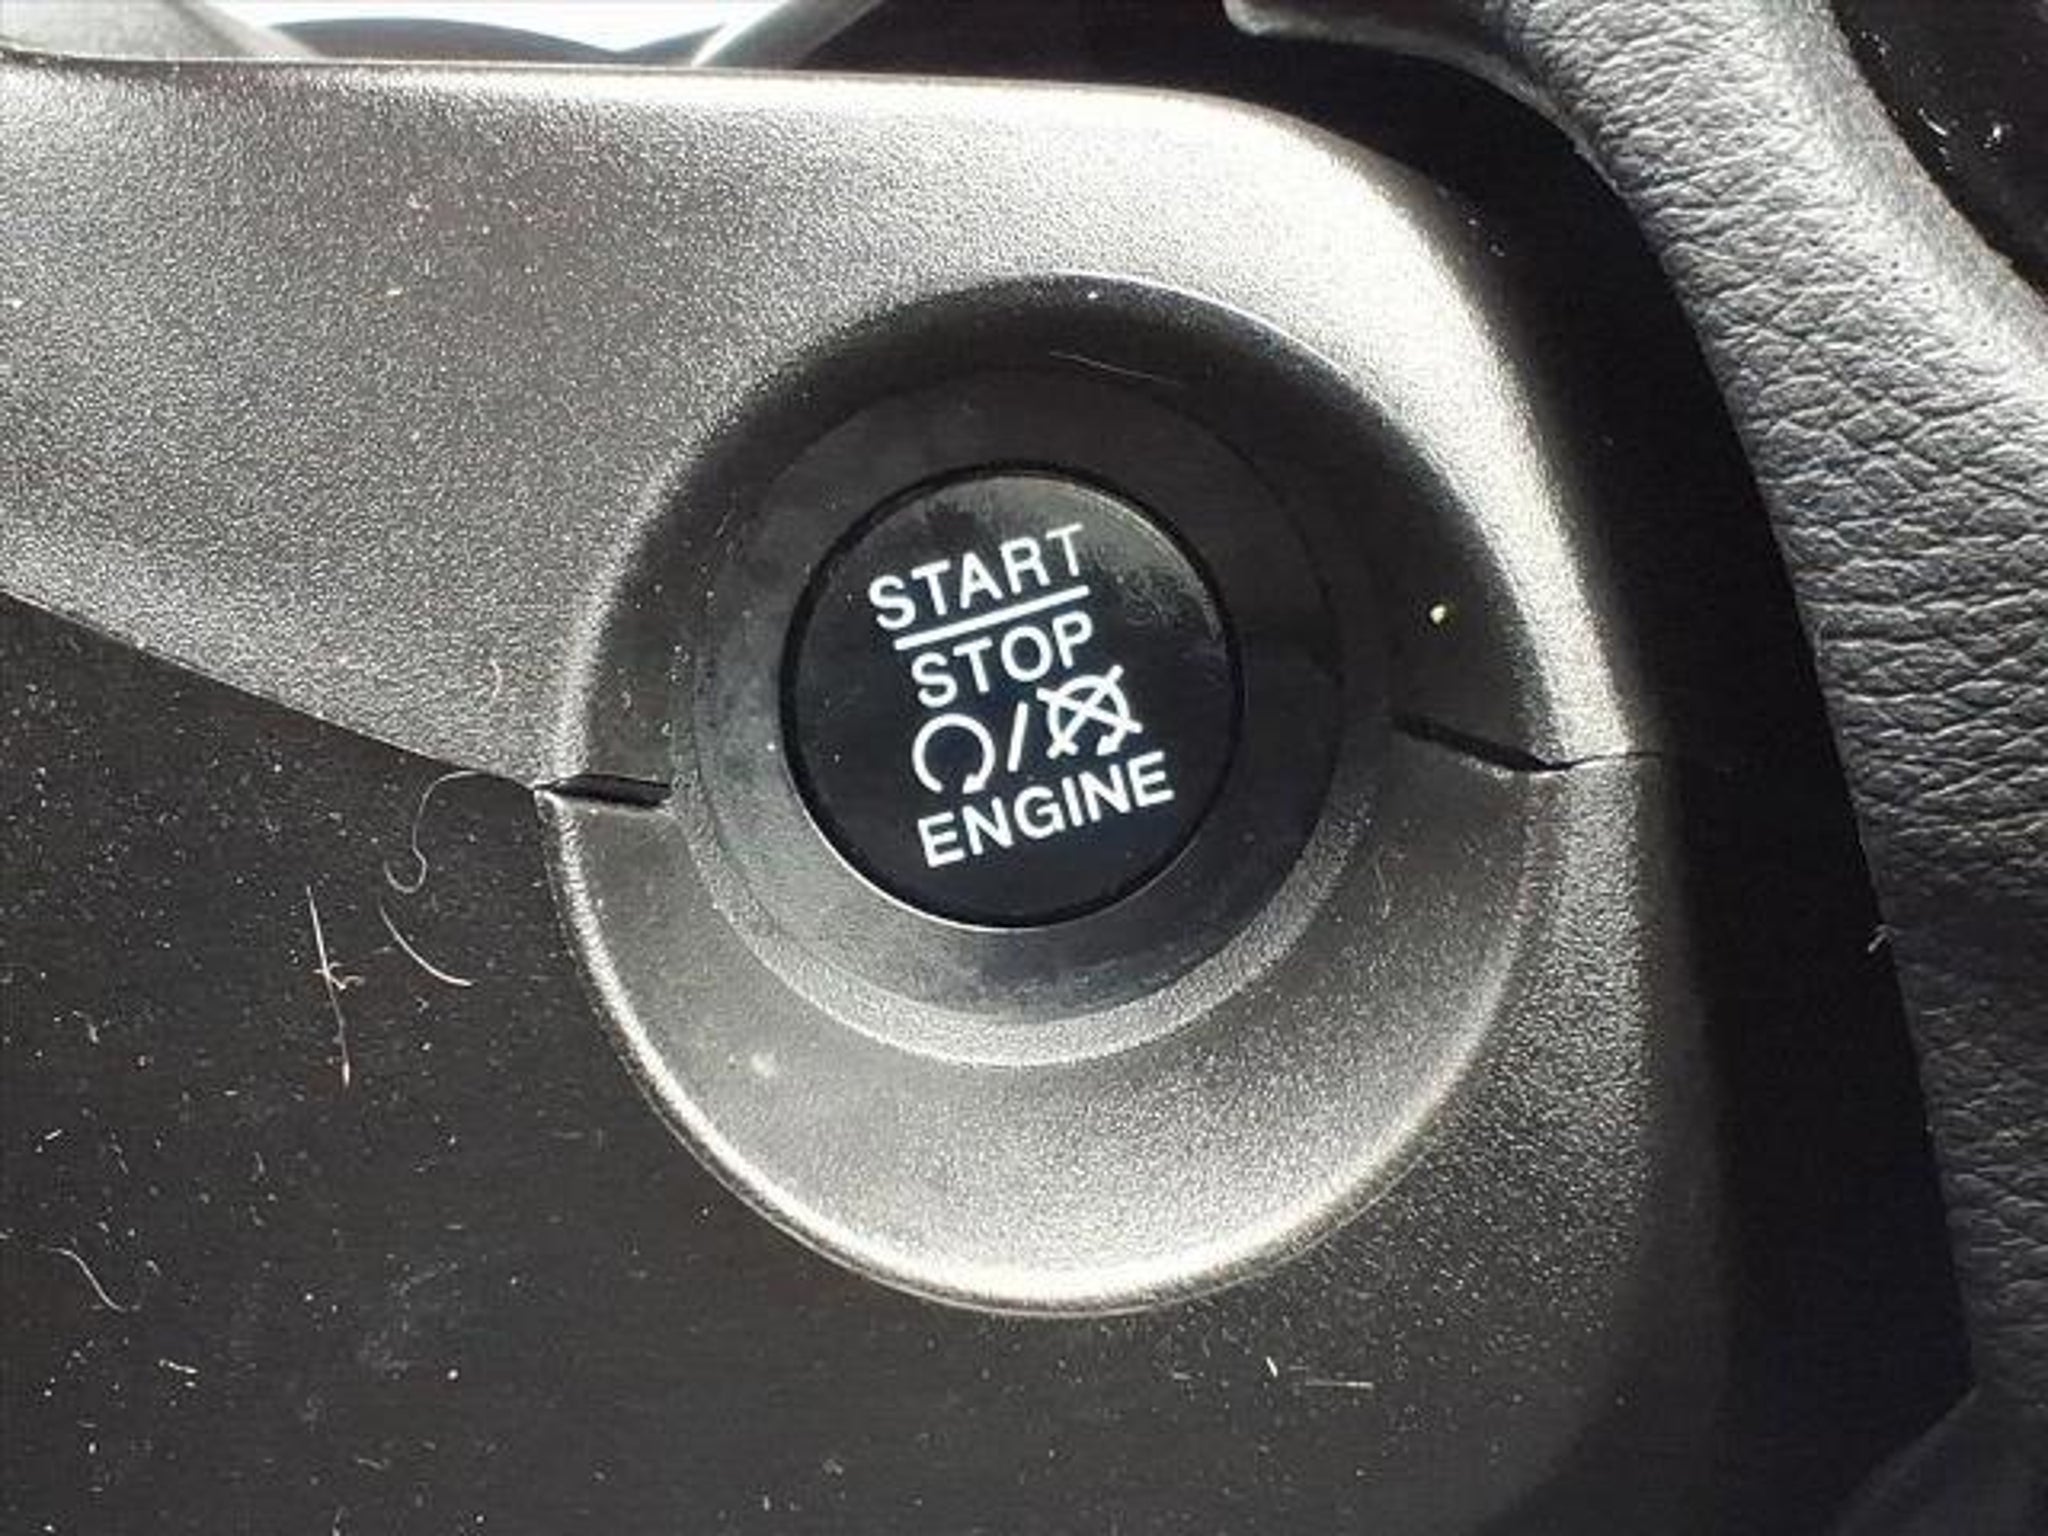 START
STOP
/
ENGINE